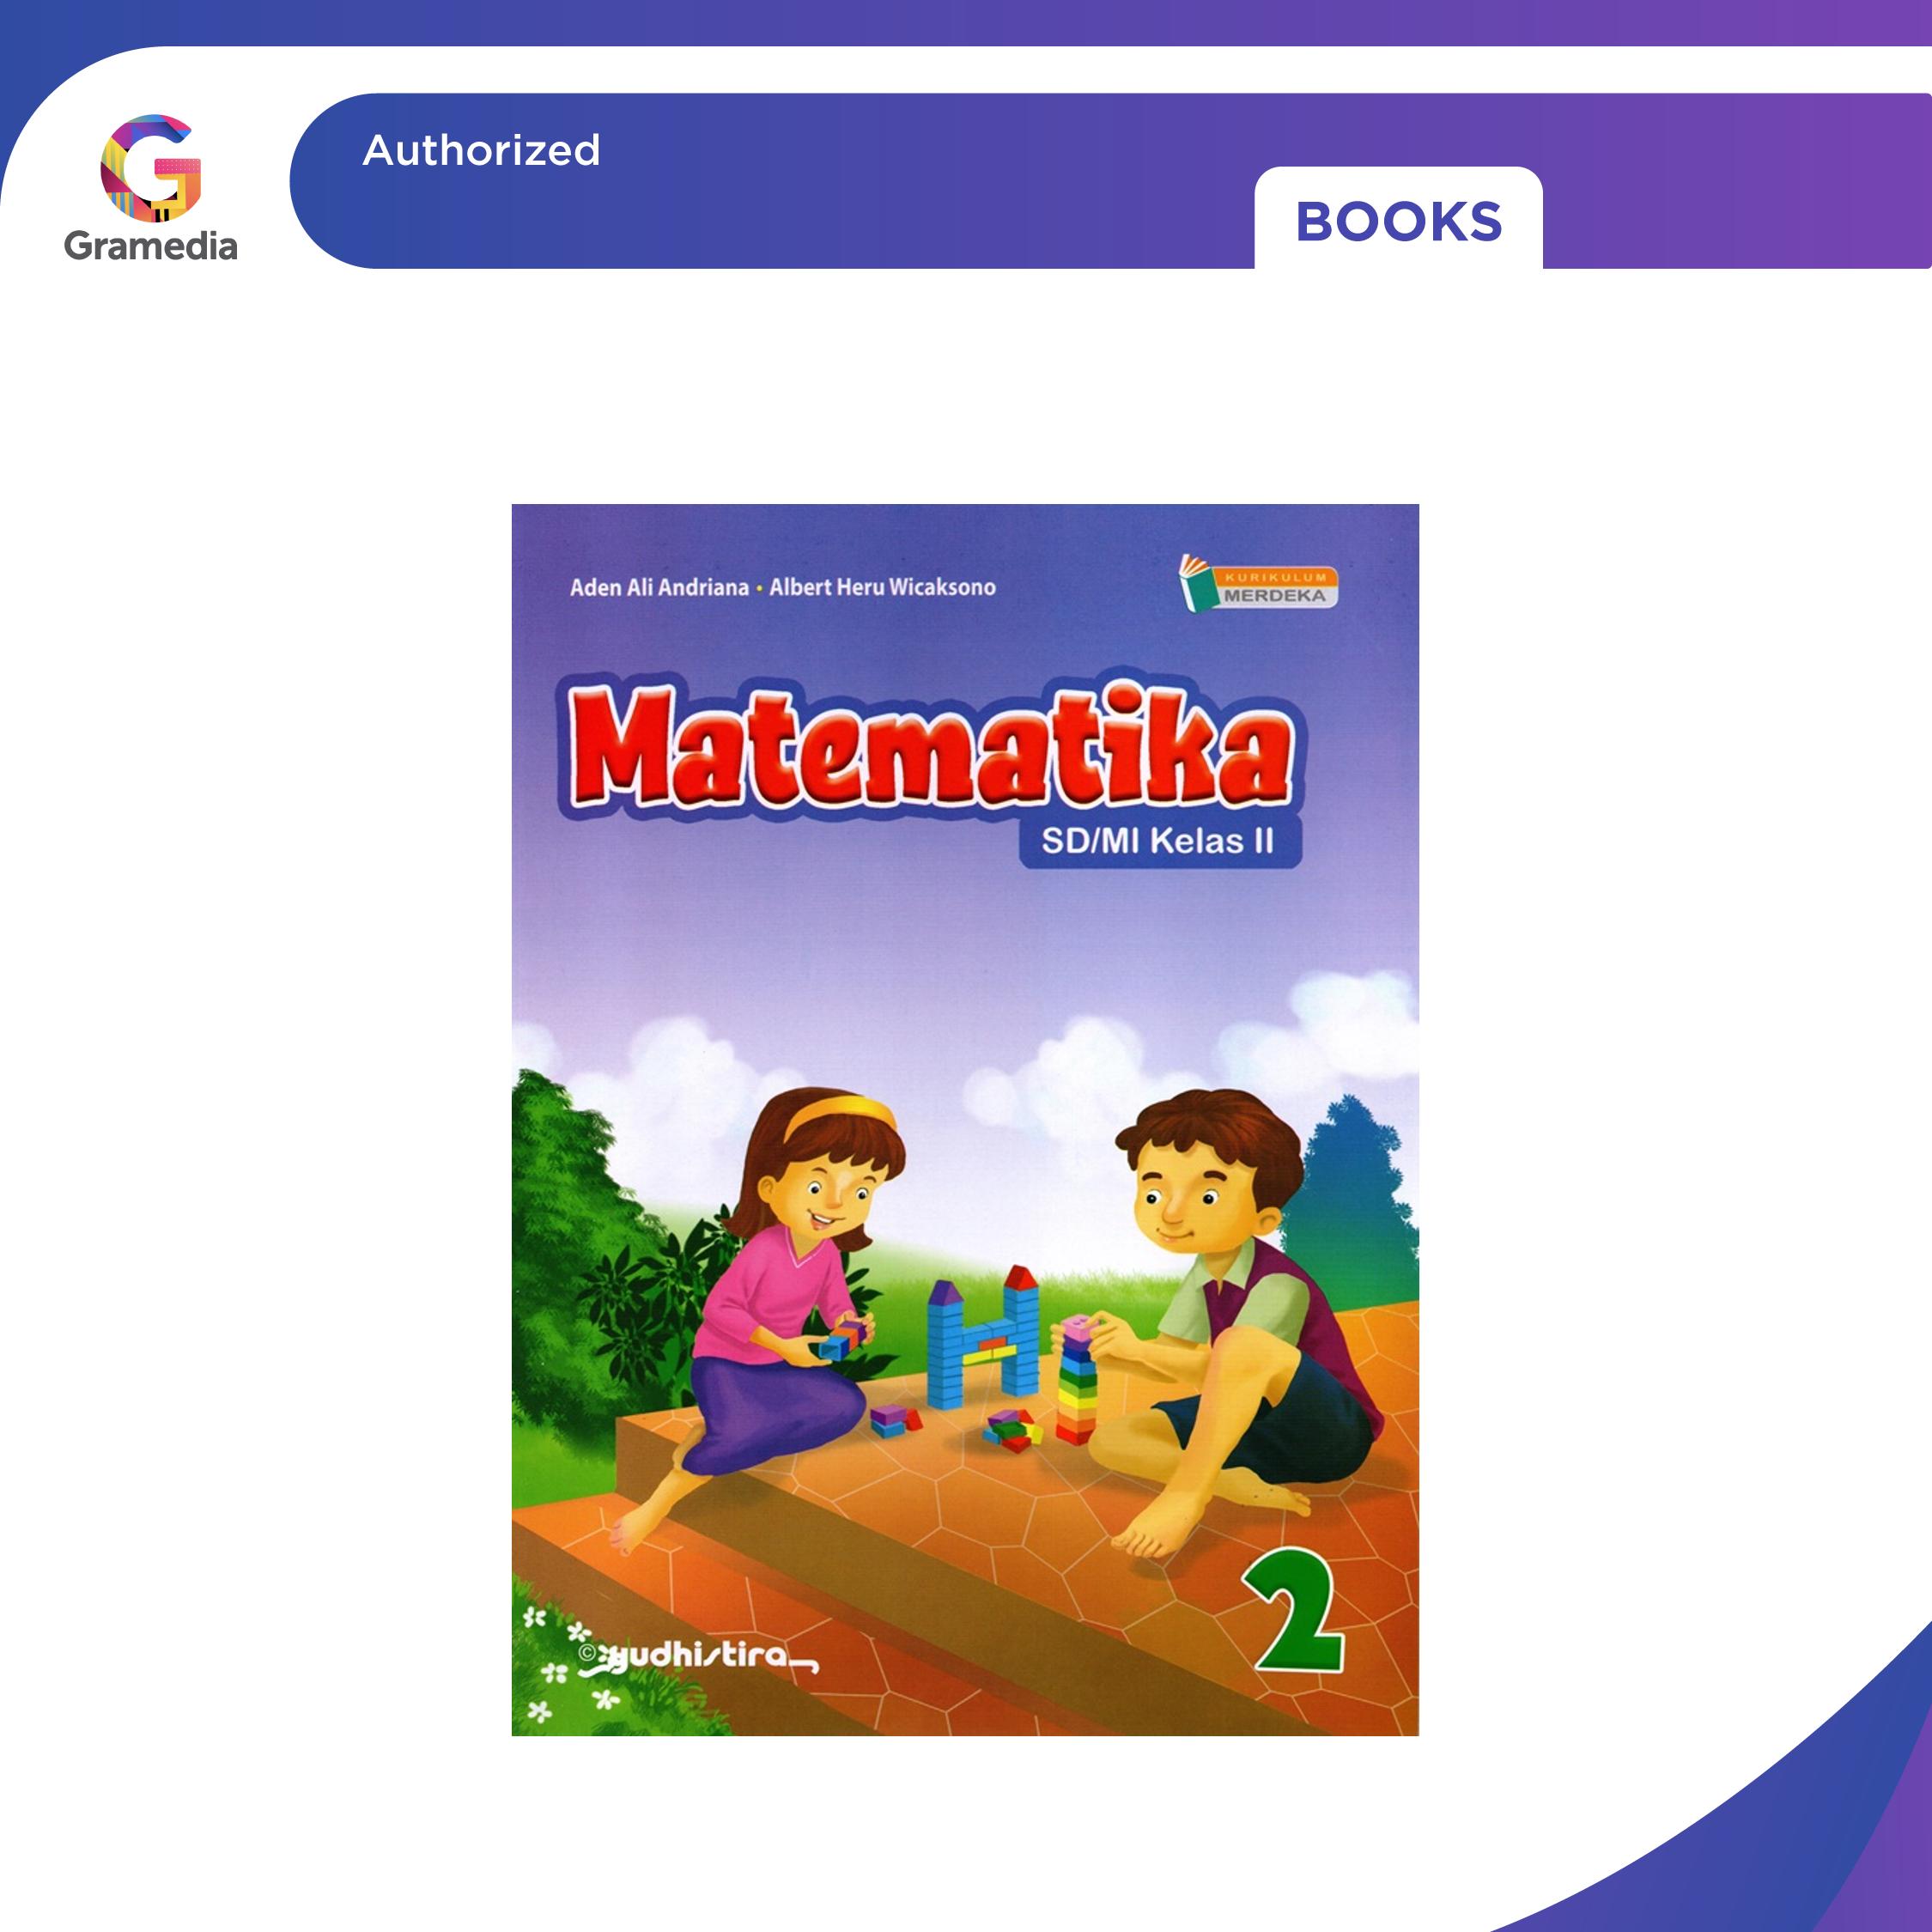 Gramedia
Authorized
BOOKS
Aden Ali Andriana • Albert Heru Wicaksono
KURIKULUM
MERDEKA
Matematika
SD/MI Kelas II
H
2
© yudhistira